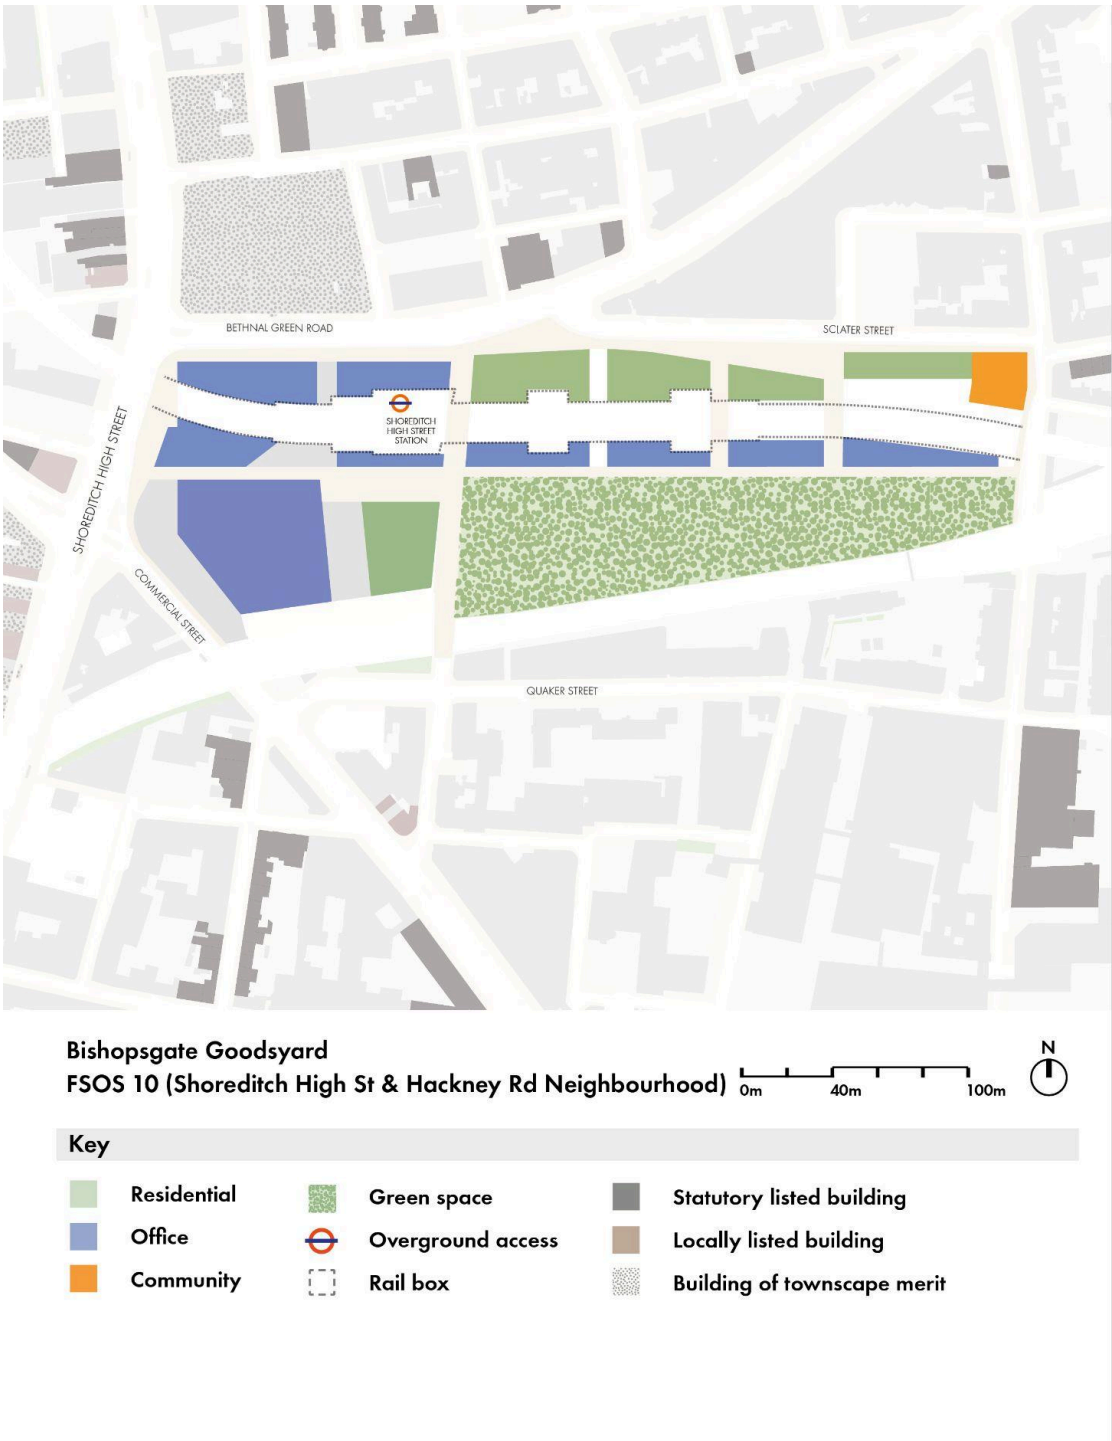 BETHNAL GREEN ROAD
SCLATER STREET
SHOREDITCH
HIGH STREET
STATION
SHOREDITCH HIGH STREET
COMMERCIAL STREET
QUAKER STREET
Bishopsgate Goodsyard
FSOS 10 (Shoreditch High St & Hackney Rd Neighbourhood)
0m 40m 100m
N
Key
Residential
Office
Community
Green space
Overground access
Rail box
Statutory listed building
Locally listed building
Building of townscape merit